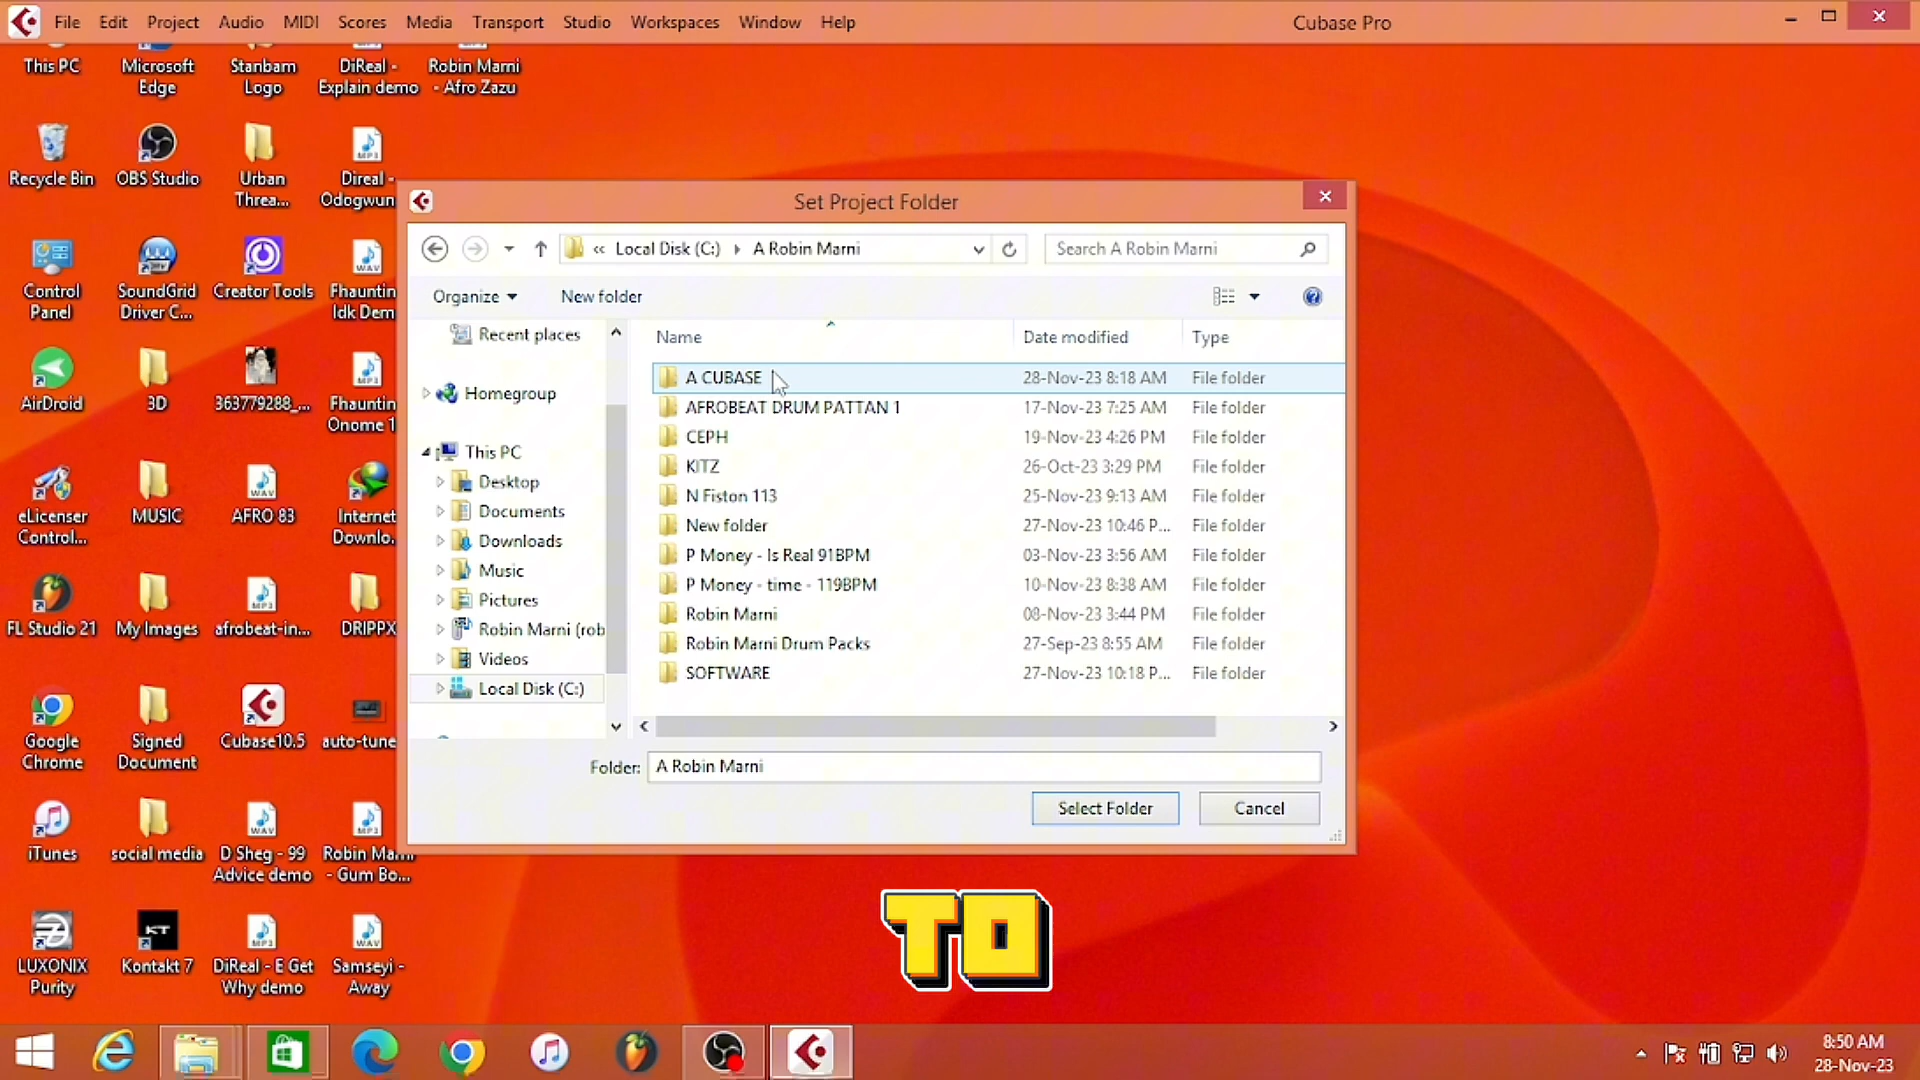 File Edit Project Audio MIDI Scores Media Transport Studio Workspaces Window Help
Cubase Pro
This PC
Microsoft
Edge
Stanbam
Logo
DiReal -
Explain demo
Robin Marni
- Afro Zazu
Recycle Bin
OBS Studio
Urban
Threa...
Direal -
Odogwun
Control
Panel
SoundGrid
Driver C...
Creator Tools
Fhauntin
Idk Dem
AirDroid
3D
363779288_...
Fhauntin
Onome 1
eLicenser
Control...
MUSIC
AFRO 83
Internet
Downlo.
FL Studio 21
My Images
afrobeat-in...
DRIPPX
Google
Chrome
Signed
Document
Cubase10.5
auto-tune
iTunes
social media
D Sheg - 99
Advice demo
Robin Marni
- Gum Bo...
LUXONIX
Purity
KT
Kontakt 7
DiReal - E Get
Why demo
Samseyi -
Away
Set Project Folder
« Local Disk (C:) A Robin Marni
Search A Robin Marni
Organize
New folder
Recent places
Homegroup
This PC
Desktop
Documents
Downloads
Music
Pictures
Robin Marni (rob
Videos
Local Disk (C:)
Name Date modified Type
A CUBASE 28-Nov-23 8:18 AM File folder
AFROBEAT DRUM PATTAN 1 17-Nov-23 7:25 AM File folder
CEPH 19-Nov-23 4:26 PM File folder
KITZ 26-Oct-23 3:29 PM File folder
N Fiston 113 25-Nov-23 9:13 AM File folder
New folder 27-Nov-23 10:46 P... File folder
P Money - Is Real 91BPM 03-Nov-23 3:56 AM File folder
P Money - time - 119BPM 10-Nov-23 8:38 AM File folder
Robin Marni 08-Nov-23 3:44 PM File folder
Robin Marni Drum Packs 27-Sep-23 8:55 AM File folder
SOFTWARE 27-Nov-23 10:18 P... File folder
Folder: A Robin Marni
Select Folder
Cancel
TO
8:50 AM
28-Nov-23